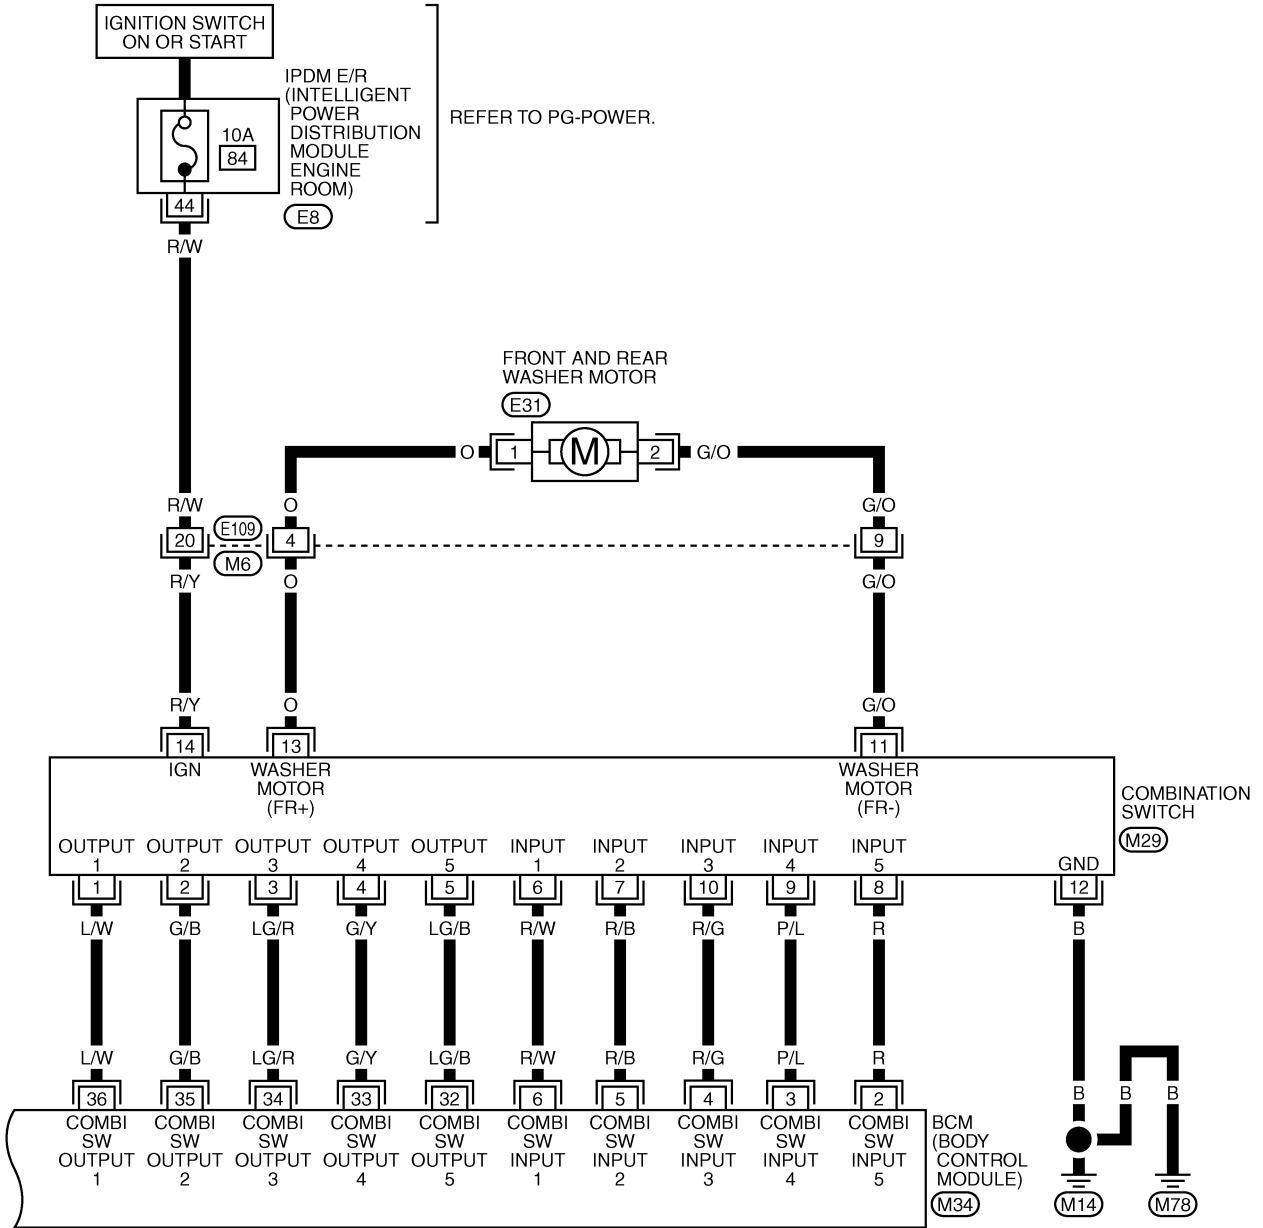 IGNITION SWITCH
ON OR START
IPDM E/R
(INTELLIGENT
POWER
DISTRIBUTION
MODULE
ENGINE
ROOM)
E8
REFER TO PG-POWER.
10A
84
44
R/W
FRONT AND REAR
WASHER MOTOR
E31
O 1 M 2 G/O
R/W O G/O
20 E109 4 9
M6
R/Y O G/O
R/Y O G/O
14 13 11
IGN WASHER WASHER
MOTOR MOTOR
(FR+) (FR-)
COMBINATION
SWITCH
M29
OUTPUT OUTPUT OUTPUT OUTPUT OUTPUT INPUT INPUT INPUT INPUT INPUT
1 2 3 4 5 1 2 3 4 5 GND
1 2 3 4 5 6 7 10 9 8 12
L/W G/B LG/R G/Y LG/B R/W R/B R/G P/L R B
L/W G/B LG/R G/Y LG/B R/W R/B R/G P/L R
B B B
36 35 34 33 32 6 5 4 3 2
COMBI COMBI COMBI COMBI COMBI COMBI COMBI COMBI COMBI COMBI
SW SW SW SW SW SW SW SW SW SW
OUTPUT OUTPUT OUTPUT OUTPUT OUTPUT INPUT INPUT INPUT INPUT INPUT
1 2 3 4 5 1 2 3 4 5
BCM
(BODY
CONTROL
MODULE)
M34
M14 M78